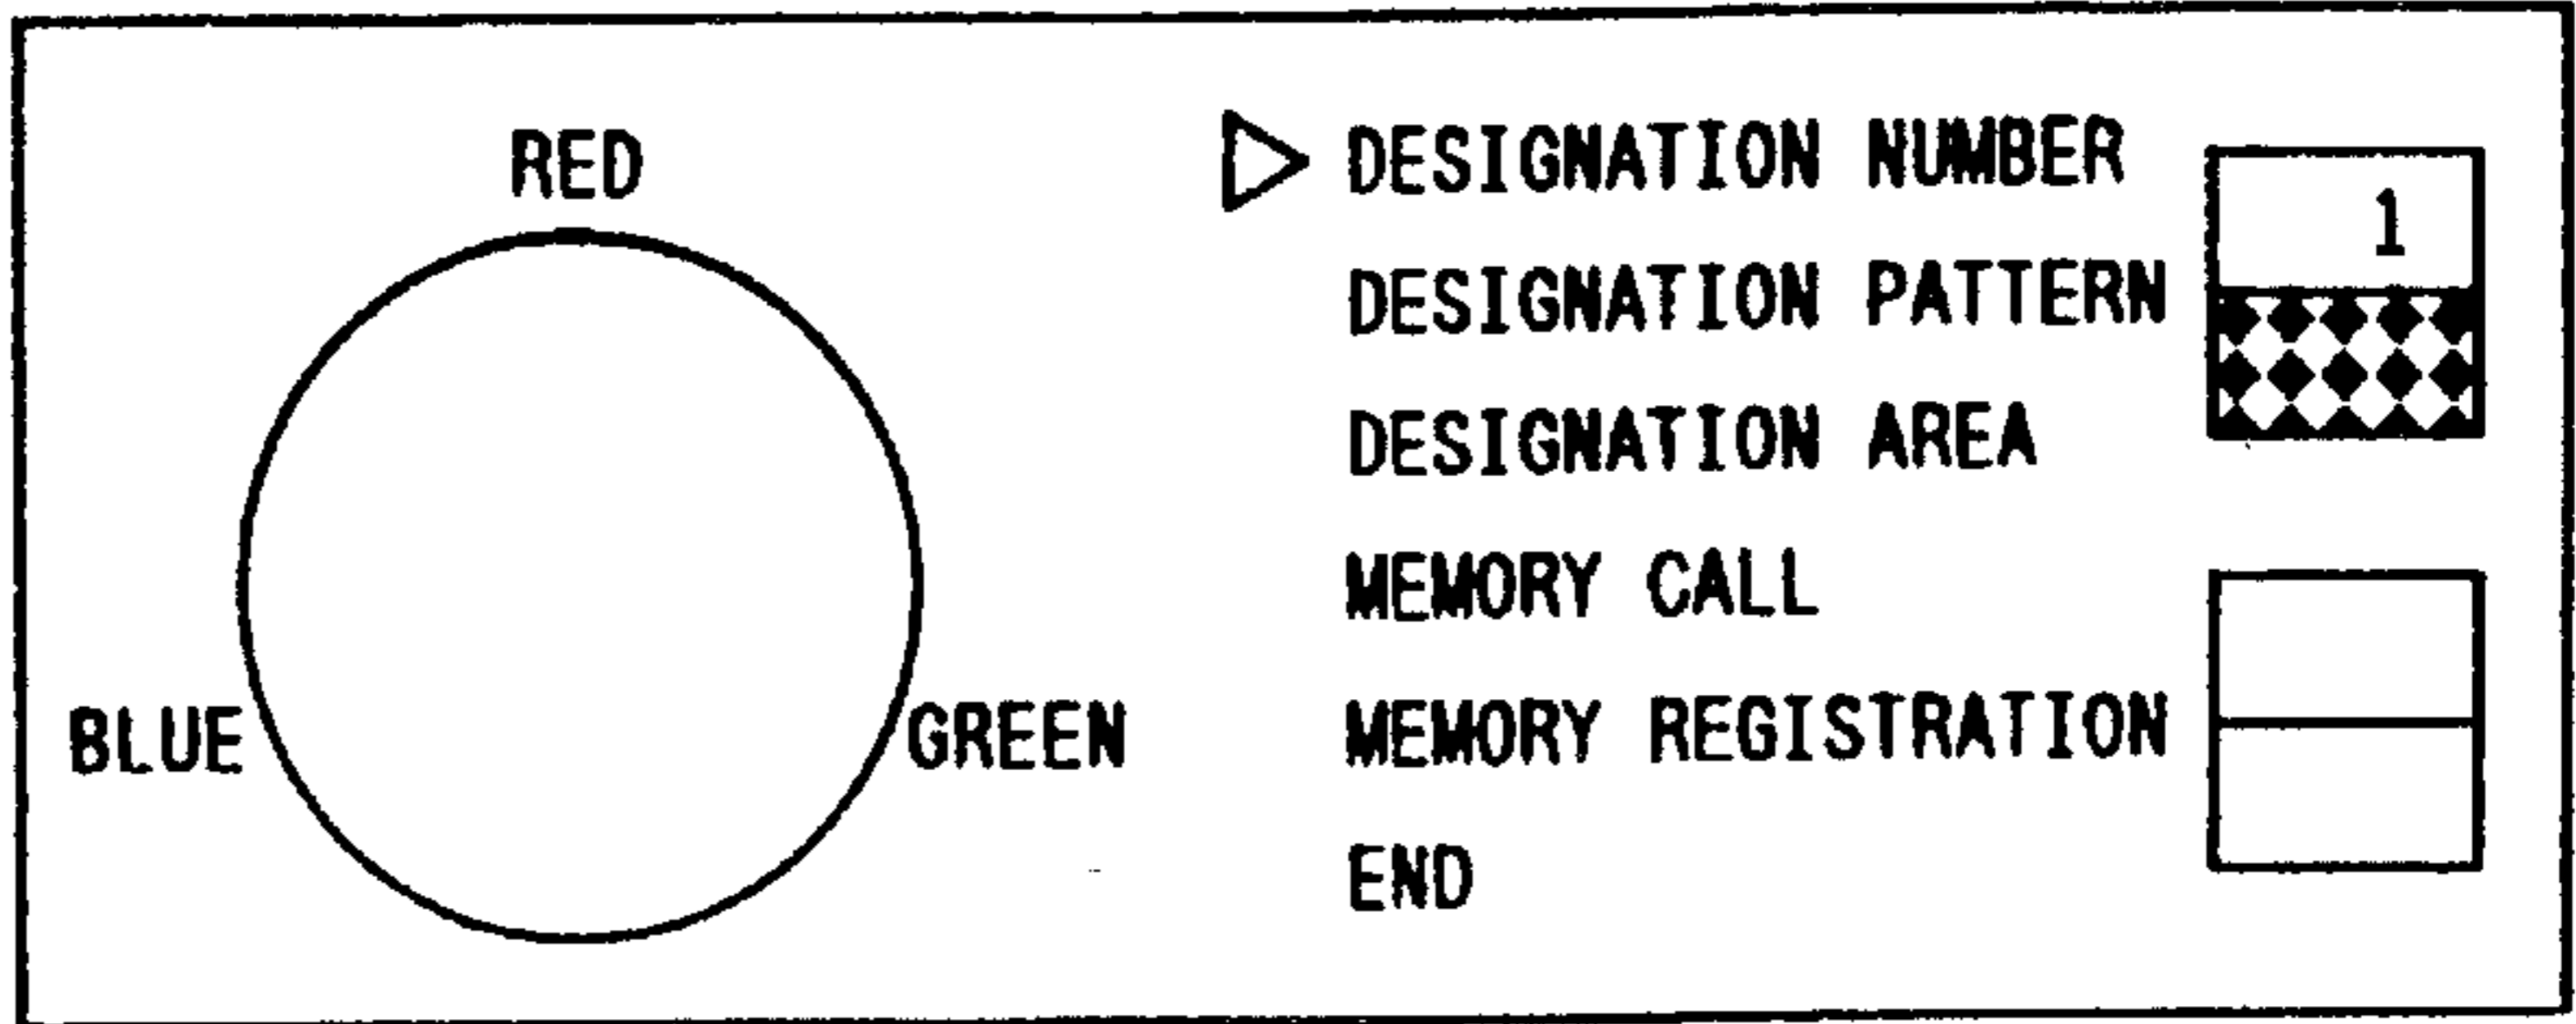 RED
BLUE
GREEN
DESIGNATION NUMBER
1
DESIGNATION PATTERN
DESIGNATION AREA
MEMORY CALL
MEMORY REGISTRATION
END